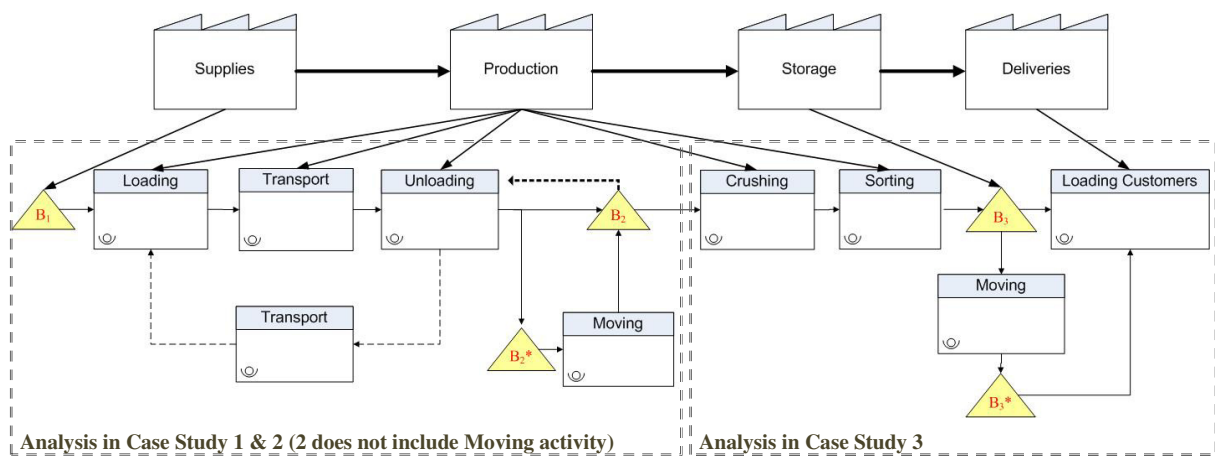 Supplies
Production
Storage
Deliveries
Loading
Transport
Unloading
Crushing
Sorting
Loading Customers
B1
B2
B3
Moving
Transport
Moving
B2*
B3*
Analysis in Case Study 1 & 2 (2 does not include Moving activity)
Analysis in Case Study 3